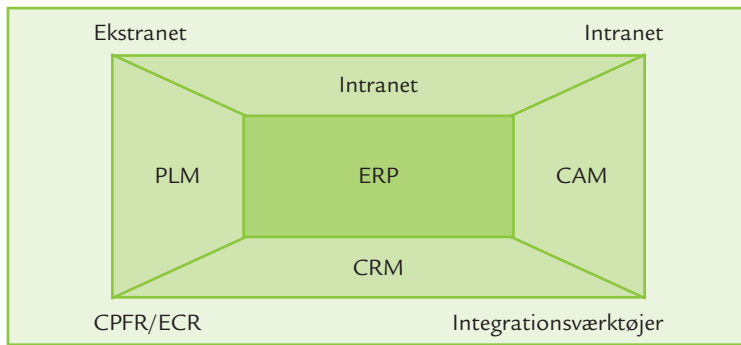 Ekstranet
Intranet
Intranet
PLM
ERP
CAM
CRM
CPFR/ECR
Integrationsværktøjer